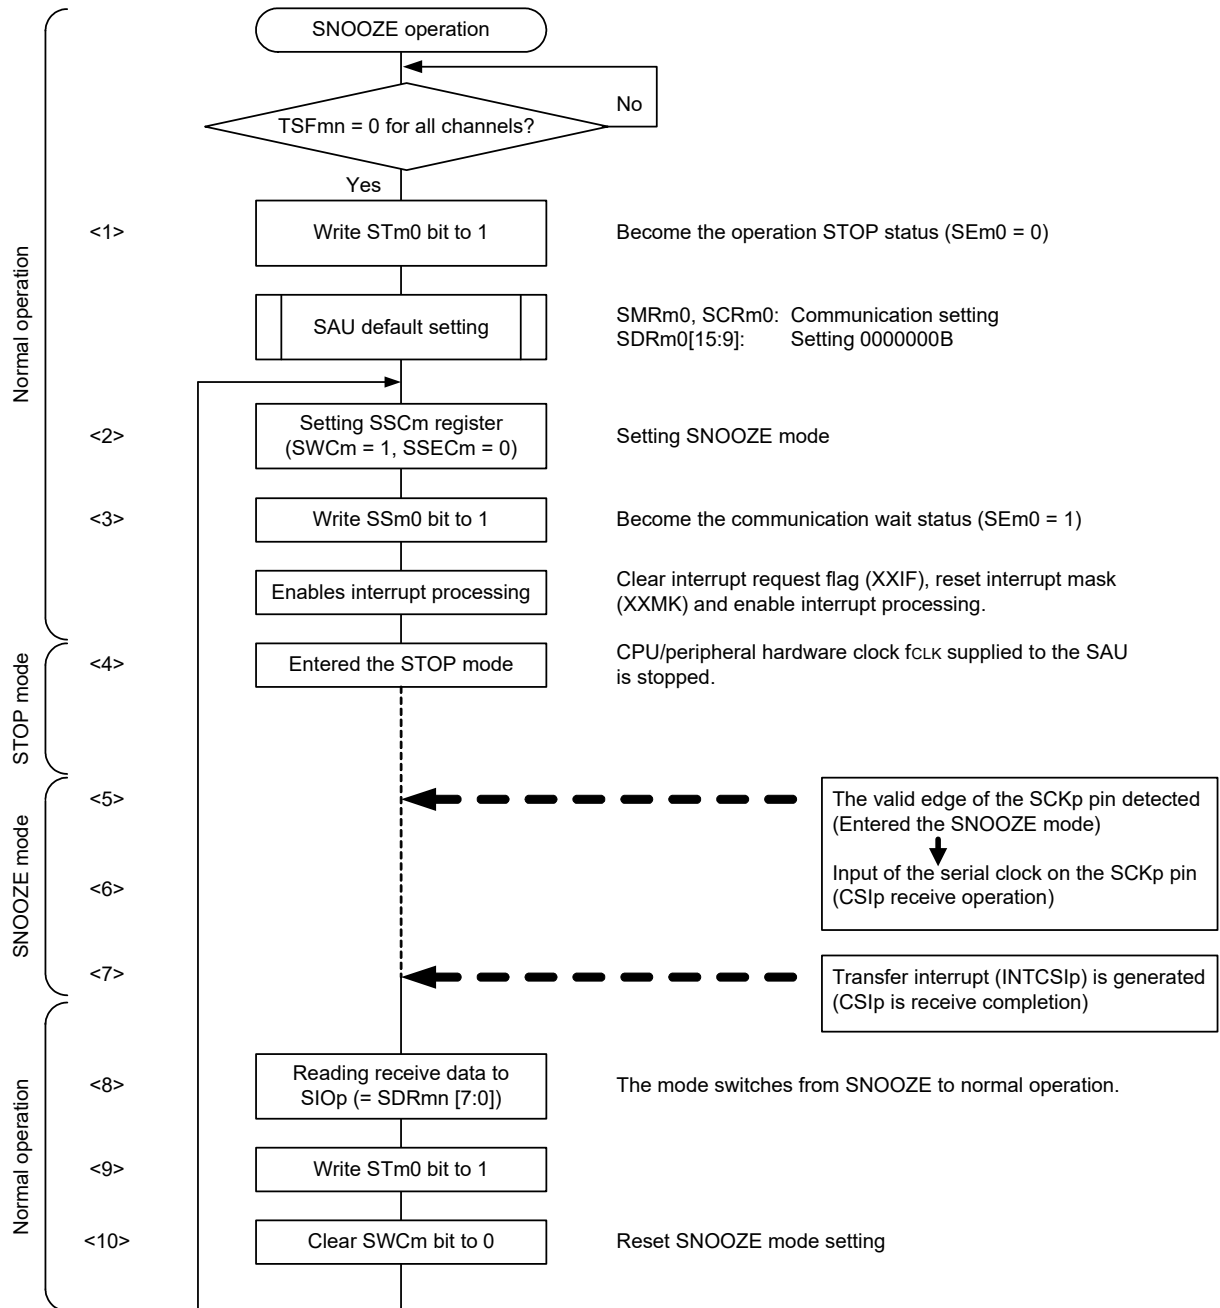 SNOOZE operation
No
TSFmn = 0 for all channels?
Yes
<1>
Write STm0 bit to 1
Become the operation STOP status (SEm0 = 0)
SAU default setting
SMRm0, SCRm0: Communication setting
SDRm0[15:9]: Setting 0000000B
Normal operation
<2>
Setting SSCm register
(SWCm = 1, SSECm = 0)
Setting SNOOZE mode
<3>
Write SSm0 bit to 1
Become the communication wait status (SEm0 = 1)
Enables interrupt processing
Clear interrupt request flag (XXIF), reset interrupt mask
(XXMK) and enable interrupt processing.
STOP mode
<4>
Entered the STOP mode
CPU/peripheral hardware clock fCLK supplied to the SAU
is stopped.
SNOOZE mode
<5>
The valid edge of the SCKp pin detected
(Entered the SNOOZE mode)
<6>
Input of the serial clock on the SCKp pin
(CSIp receive operation)
<7>
Transfer interrupt (INTCSIp) is generated
(CSIp is receive completion)
Normal operation
<8>
Reading receive data to
SIOp (= SDRmn [7:0])
The mode switches from SNOOZE to normal operation.
<9>
Write STm0 bit to 1
<10>
Clear SWCm bit to 0
Reset SNOOZE mode setting